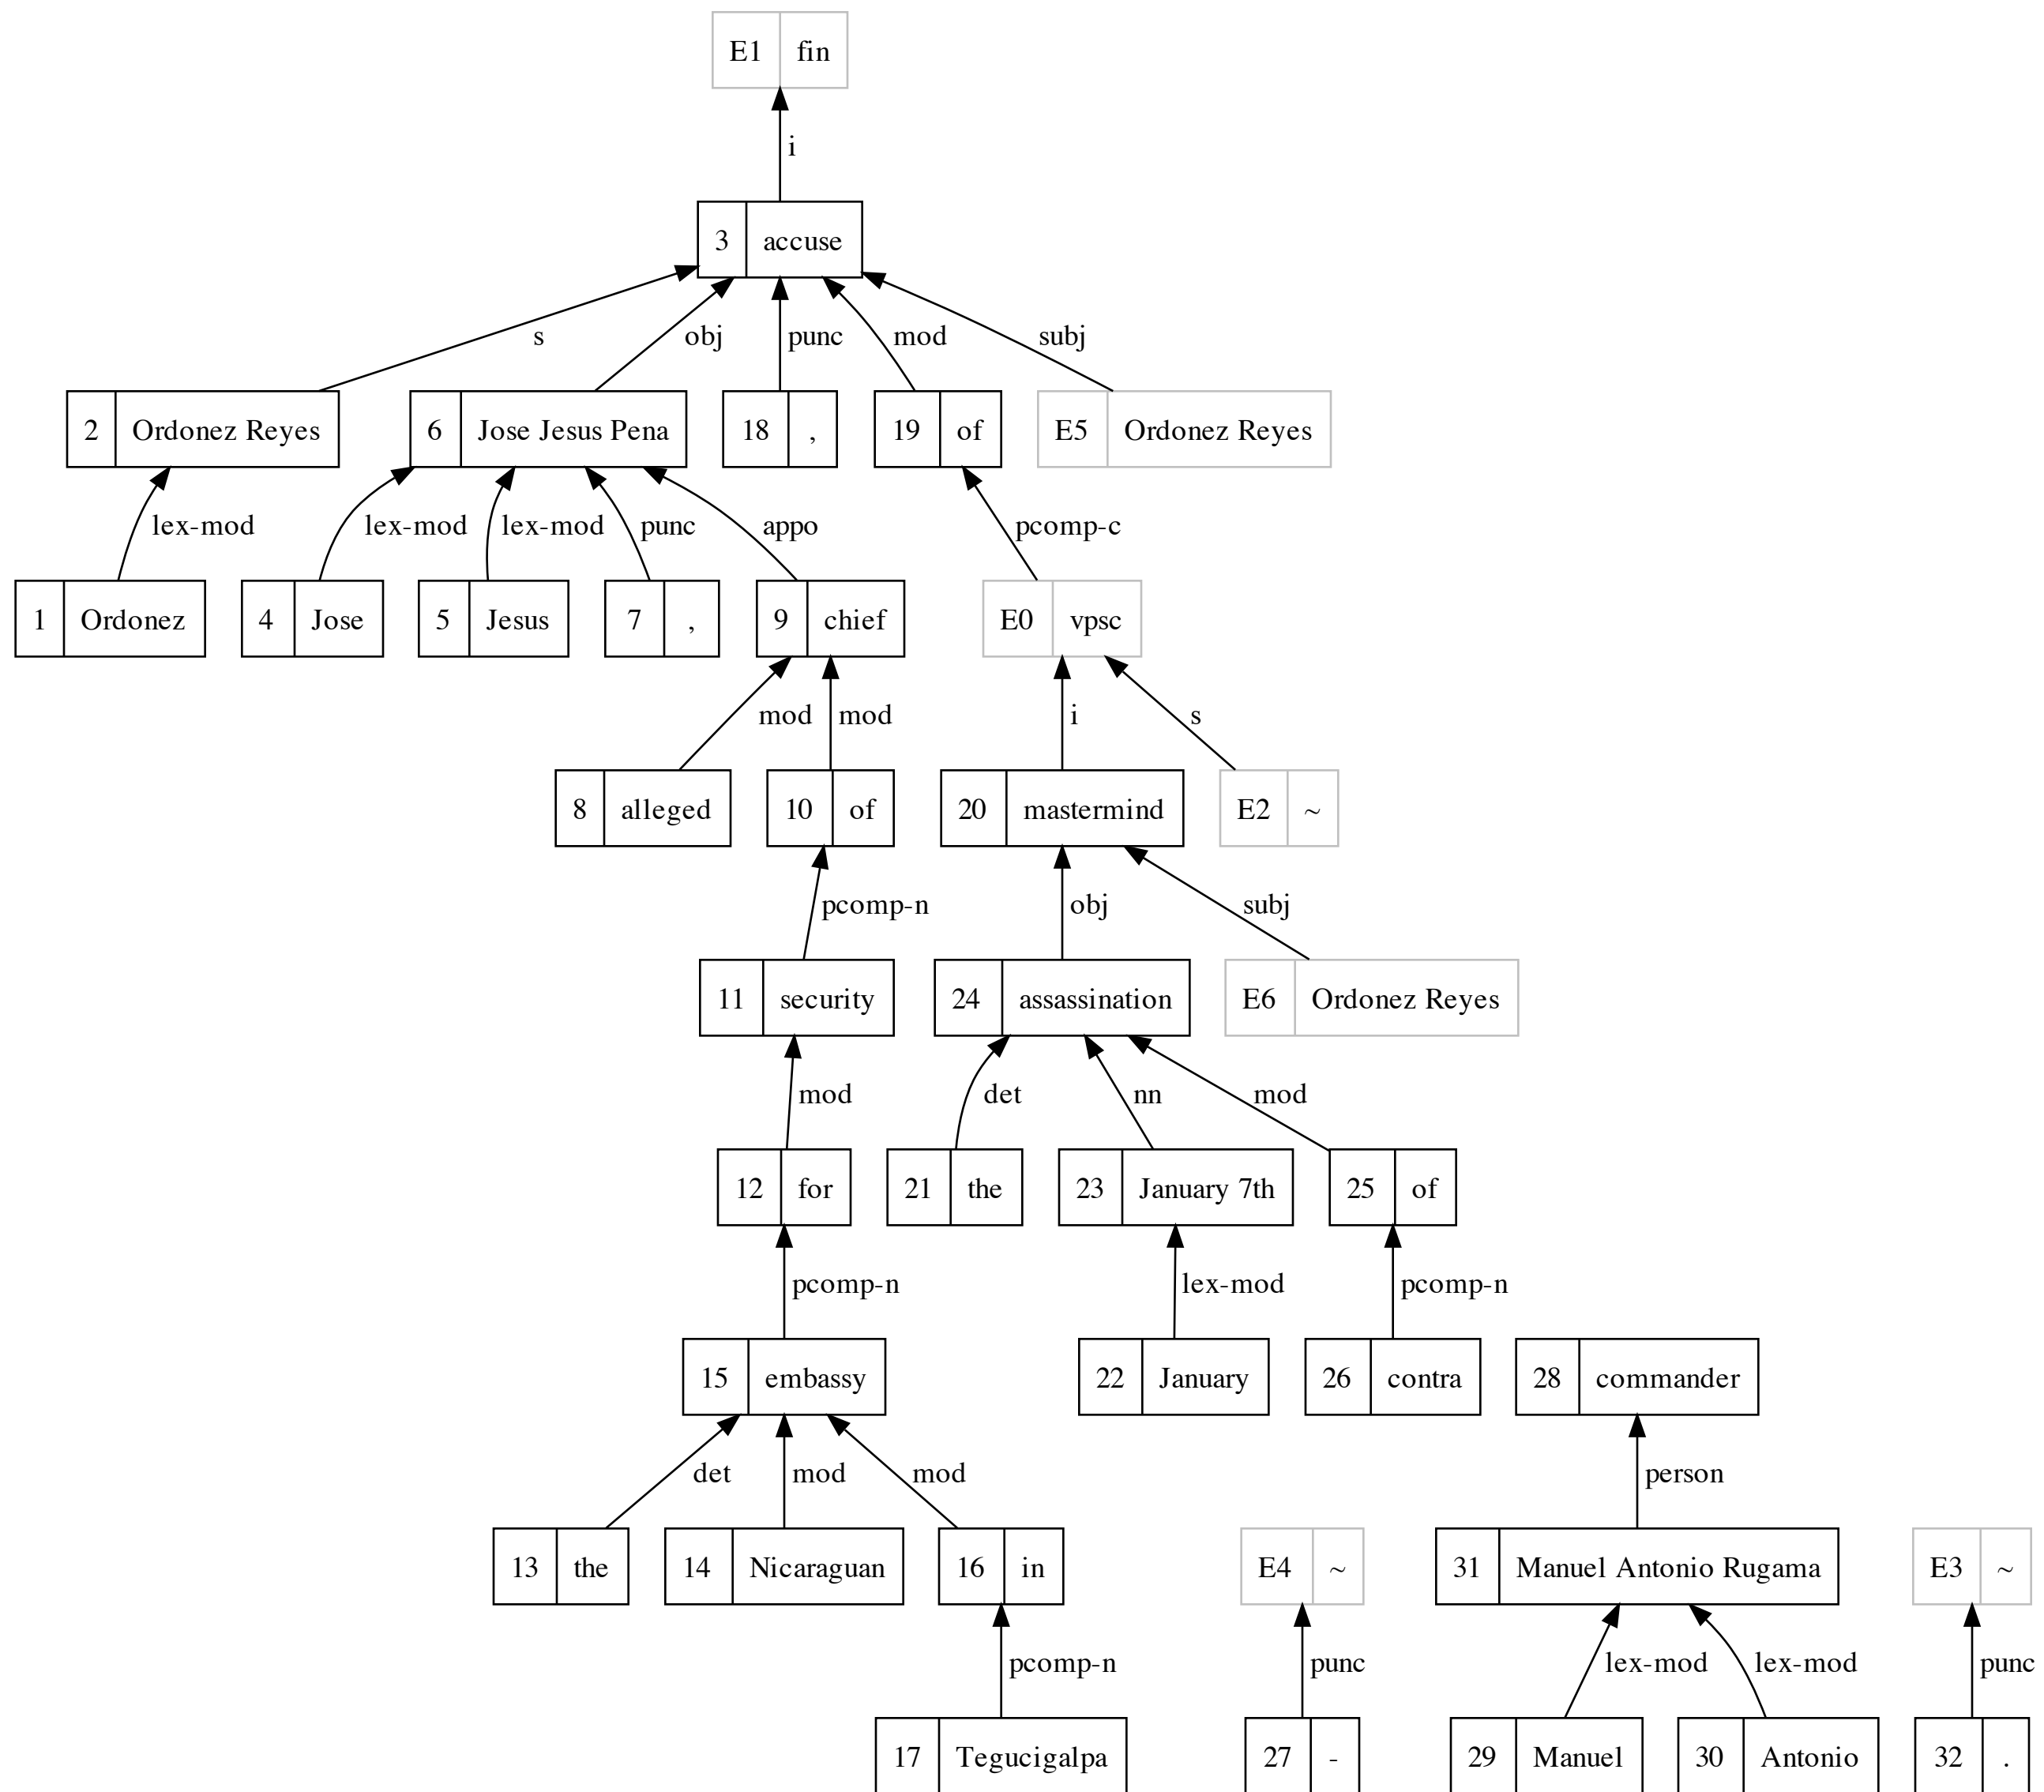 E1 fin
i
3 accuse
s obj punc mod subj
2 Ordonez Reyes 6 Jose Jesus Pena 18 , 19 of E5 Ordonez Reyes
lex-mod lex-mod lex-mod punc appo pcomp-c
1 Ordonez 4 Jose 5 Jesus 7 , 9 chief E0 vpsc
mod mod i s
8 alleged 10 of 20 mastermind E2 ~
pcomp-n obj subj
11 security 24 assassination E6 Ordonez Reyes
mod det nn mod
12 for 21 the 23 January 7th 25 of
pcomp-n lex-mod pcomp-n
15 embassy 22 January 26 contra 28 commander
det mod mod person
13 the 14 Nicaraguan 16 in E4 ~ 31 Manuel Antonio Rugama E3 ~
pcomp-n punc lex-mod lex-mod punc
17 Tegucigalpa 27 - 29 Manuel 30 Antonio 32 .